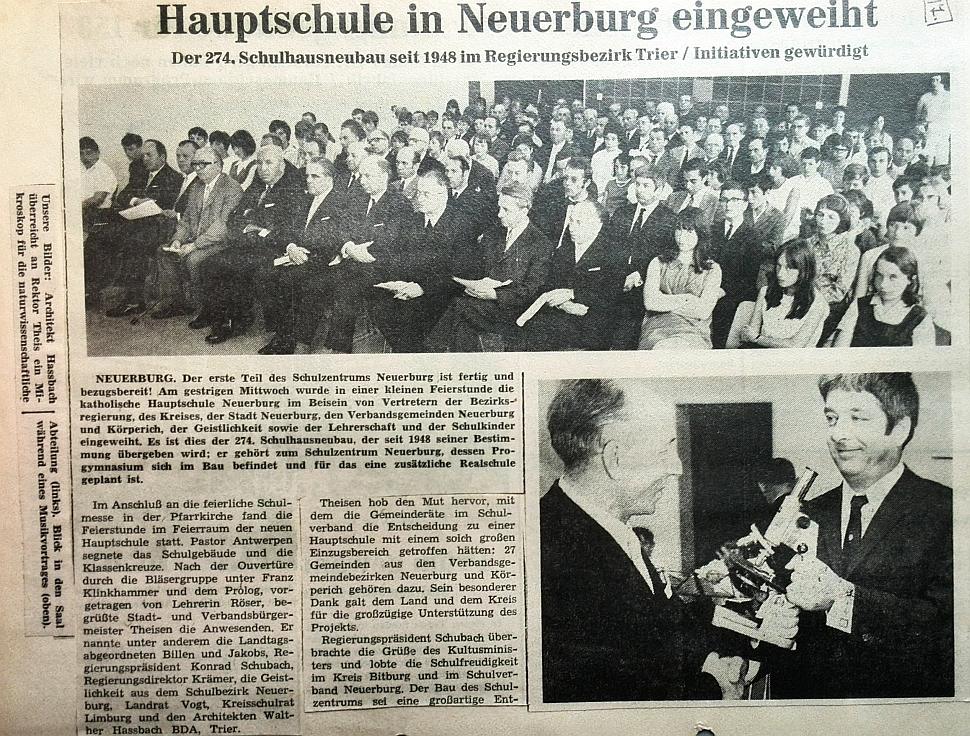 Hauptschule in Neuerburg eingeweiht
Der 274. Schulhausneubau seit 1948 im Regierungsbezirk Trier / Initiativen gewürdigt
Unsere Bilder: Architekt Hassbach
überreicht an Rektor Theis ein Mi-
kroskop für die naturwissenschaftliche
Abteilung (links). Blick in den Saal
während eines Musikvortrages (oben).
NEUERBURG. Der erste Teil des Schulzentrums Neuerburg ist fertig und
bezugsbereit! Am gestrigen Mittwoch wurde in einer kleinen Feierstunde die
katholische Hauptschule Neuerburg im Beisein von Vertretern der Bezirks-
regierung, des Kreises, der Stadt Neuerburg, den Verbandsgemeinden Neuerburg
und Körperich, der Geistlichkeit sowie der Lehrerschaft und der Schulkinder
eingeweiht. Es ist dies der 274. Schulhausneubau, der seit 1948 seiner Bestim-
mung übergeben wird; er gehört zum Schulzentrum Neuerburg, dessen Pro-
gymnasium sich im Bau befindet und für das eine zusätzliche Realschule
geplant ist.
Im Anschluß an die feierliche Schul-
messe in der Pfarrkirche fand die
Feierstunde im Feierraum der neuen
Hauptschule statt. Pastor Antwerpen
segnete das Schulgebäude und die
Klassenkreuze. Nach der Ouvertüre
durch die Bläsergruppe unter Franz
Klinkhammer und dem Prolog, vor-
getragen von Lehrerin Röser, be-
grüßte Stadt- und Verbandsbürger-
meister Theisen die Anwesenden. Er
nannte unter anderem die Landtags-
abgeordneten Billen und Jakobs, Re-
gierungspräsident Konrad Schubach,
Regierungsdirektor Krämer, die Geist-
lichkeit aus dem Schulbezirk Neuer-
burg, Landrat Vogt, Kreisschulrat
Limburg und den Architekten Walt-
her Hassbach BDA, Trier.
Theisen hob den Mut hervor, mit
dem die Gemeinderäte im Schul-
verband die Entscheidung zu einer
Hauptschule mit einem solch großen
Einzugsbereich getroffen hätten: 27
Gemeinden aus den Verbandsge-
meindebezirken Neuerburg und Kör-
perich gehören dazu. Sein besonderer
Dank galt dem Land und dem Kreis
für die großzügige Unterstützung des
Projekts.
Regierungspräsident Schubach über-
brachte die Grüße des Kultusminis-
ters und lobte die Schulfreudigkeit
im Kreis Bitburg und im Schulver-
band Neuerburg. Der Bau des Schul-
zentrums sei eine großartige Ent-